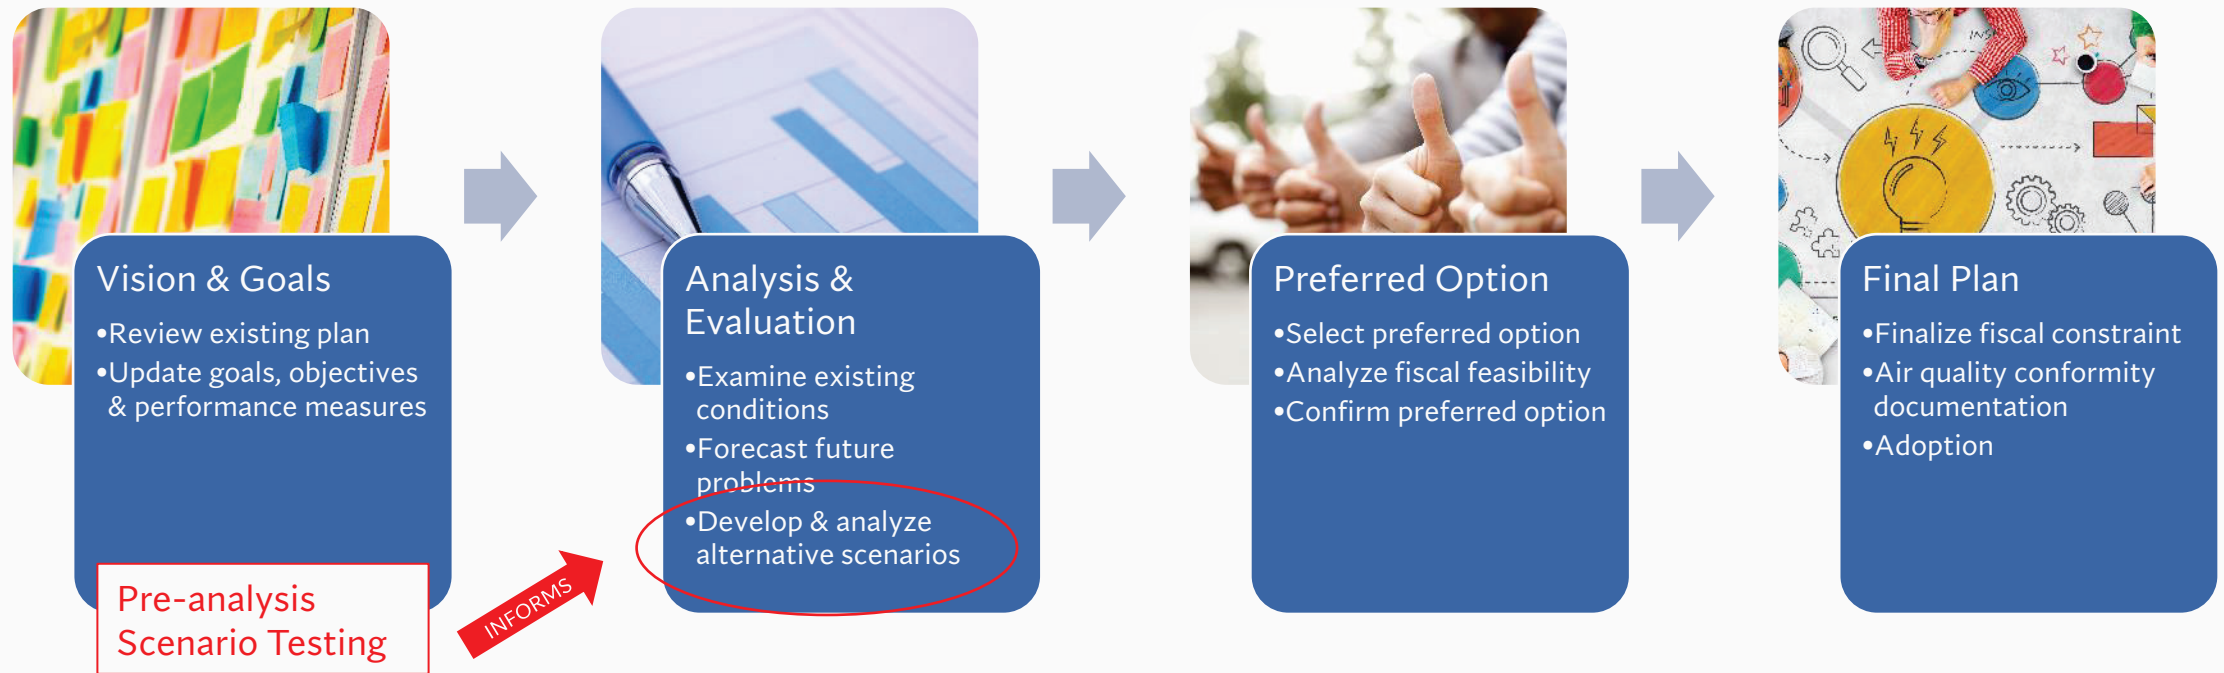 Vision & Goals
•Review existing plan
•Update goals, objectives
& performance measures
Pre-analysis
Scenario Testing
INFORMS
Analysis &
Evaluation
•Examine existing
conditions
•Forecast future
problems
•Develop & analyze
alternative scenarios
Preferred Option
•Select preferred option
•Analyze fiscal feasibility
•Confirm preferred option
Final Plan
•Finalize fiscal constraint
•Air quality conformity
documentation
•Adoption